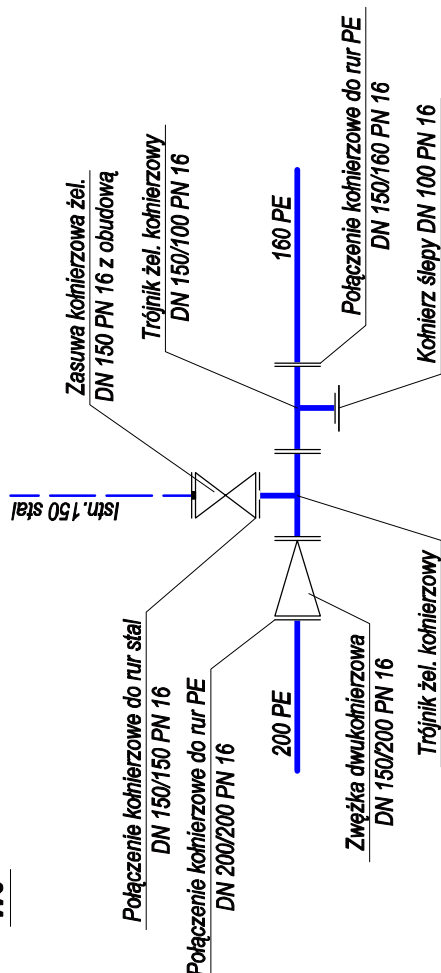 Zasuwa kołnierzowa żel.
DN 150 PN 16 z obudową
Trójnik żel. kołnierzowy
DN 150/100 PN 16
Połączenie kołnierzowe do rur PE
DN 150/160 PN 16
Kołnierz ślepy DN 100 PN 16
160 PE
Istn.150 stal
Połączenie kołnierzowe do rur stal
DN 150/150 PN 16
Połączenie kołnierzowe do rur PE
DN 200/200 PN 16
200 PE
Zwężka dwukołnierzowa
DN 150/200 PN 16
Trójnik żel. kołnierzowy